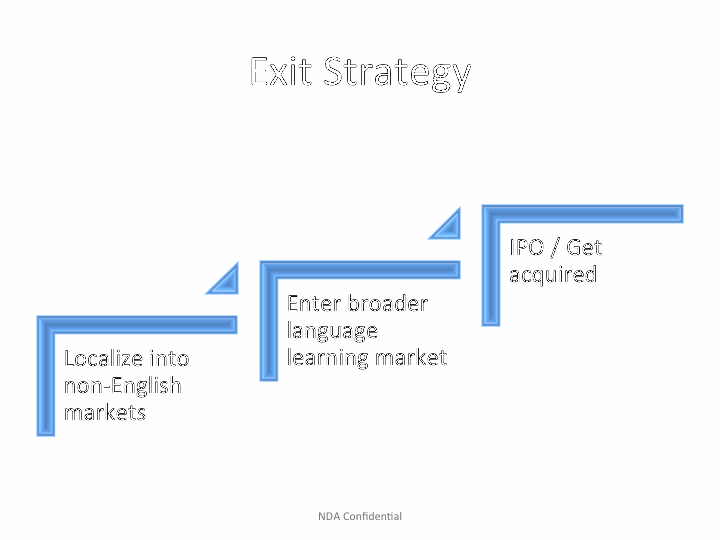 Exit Strategy
IPO / Get
acquired
Enter broader
language
learning market
Localize into
non-English
markets
NDA Confidential